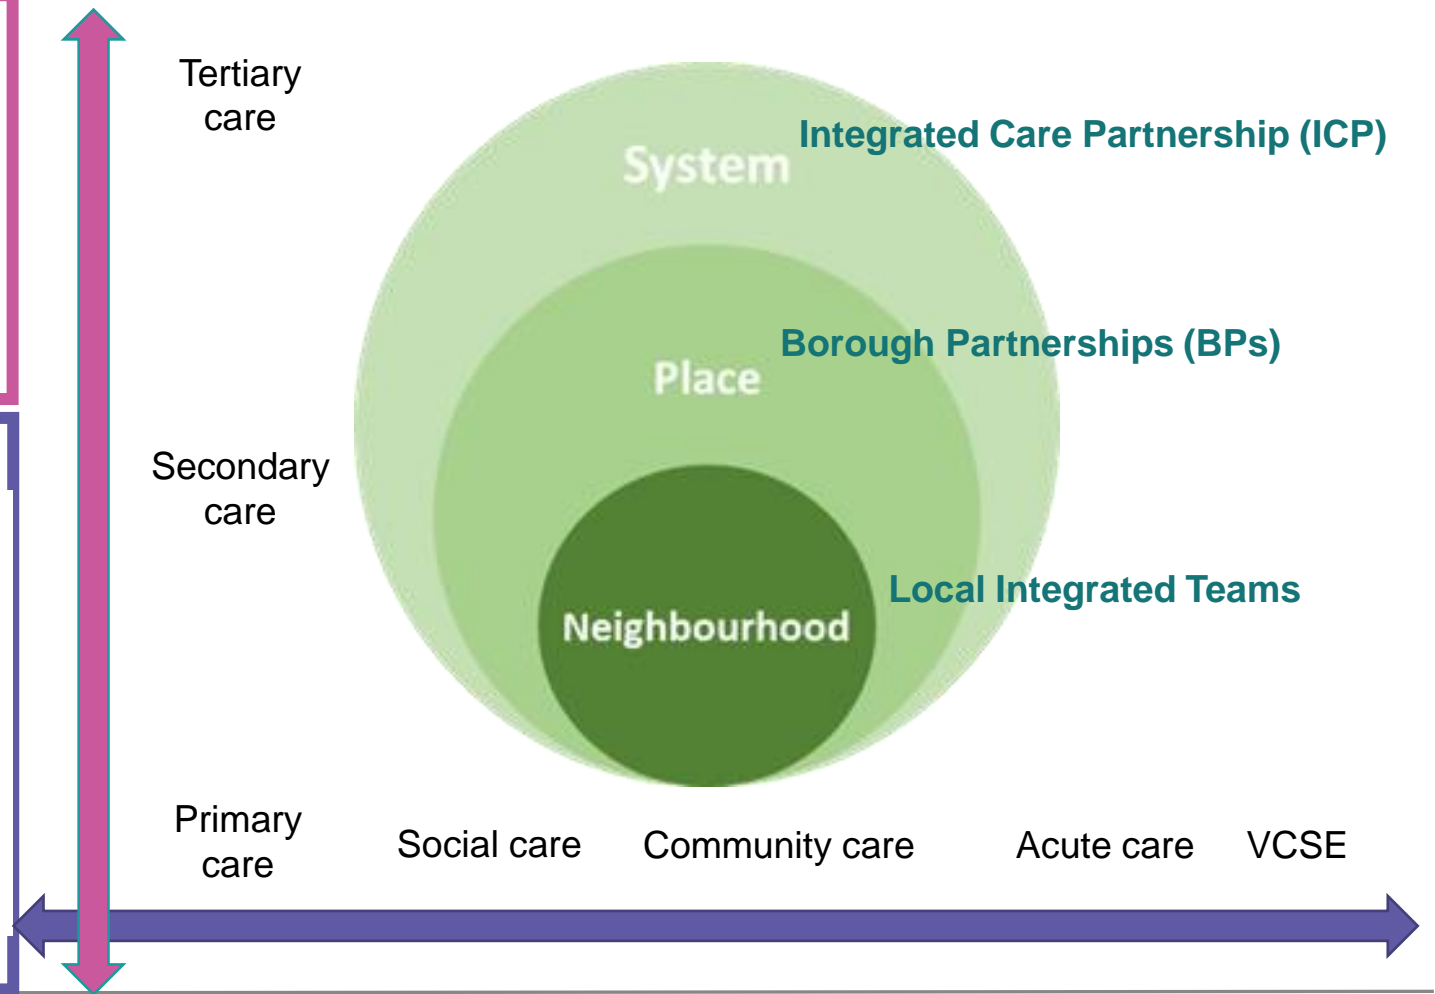 Tertiary
care
System
Integrated Care Partnership (ICP)
Borough Partnerships (BPs)
Place
Secondary
care
Local Integrated Teams
Neighbourhood
Primary
care
Social care
Community care
Acute care
VCSE